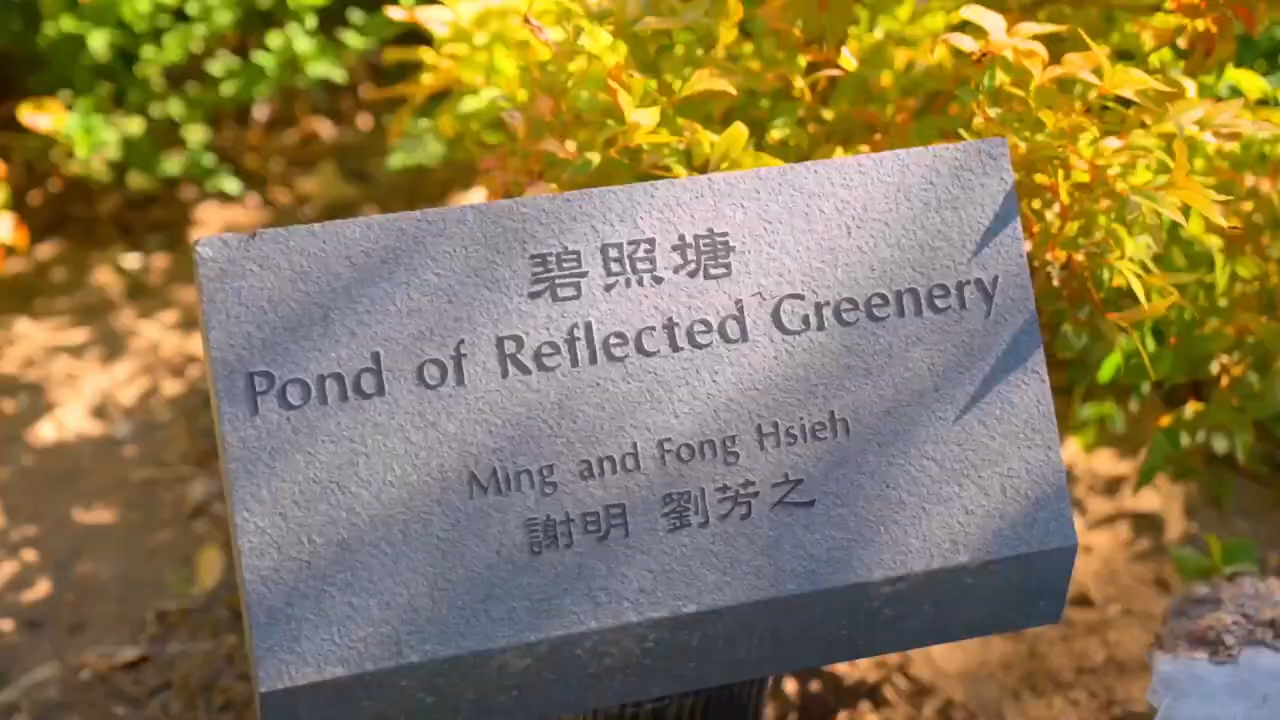 碧照塘
Pond of Reflected Greenery
Ming and Fong Hsieh
謝明 劉芳之